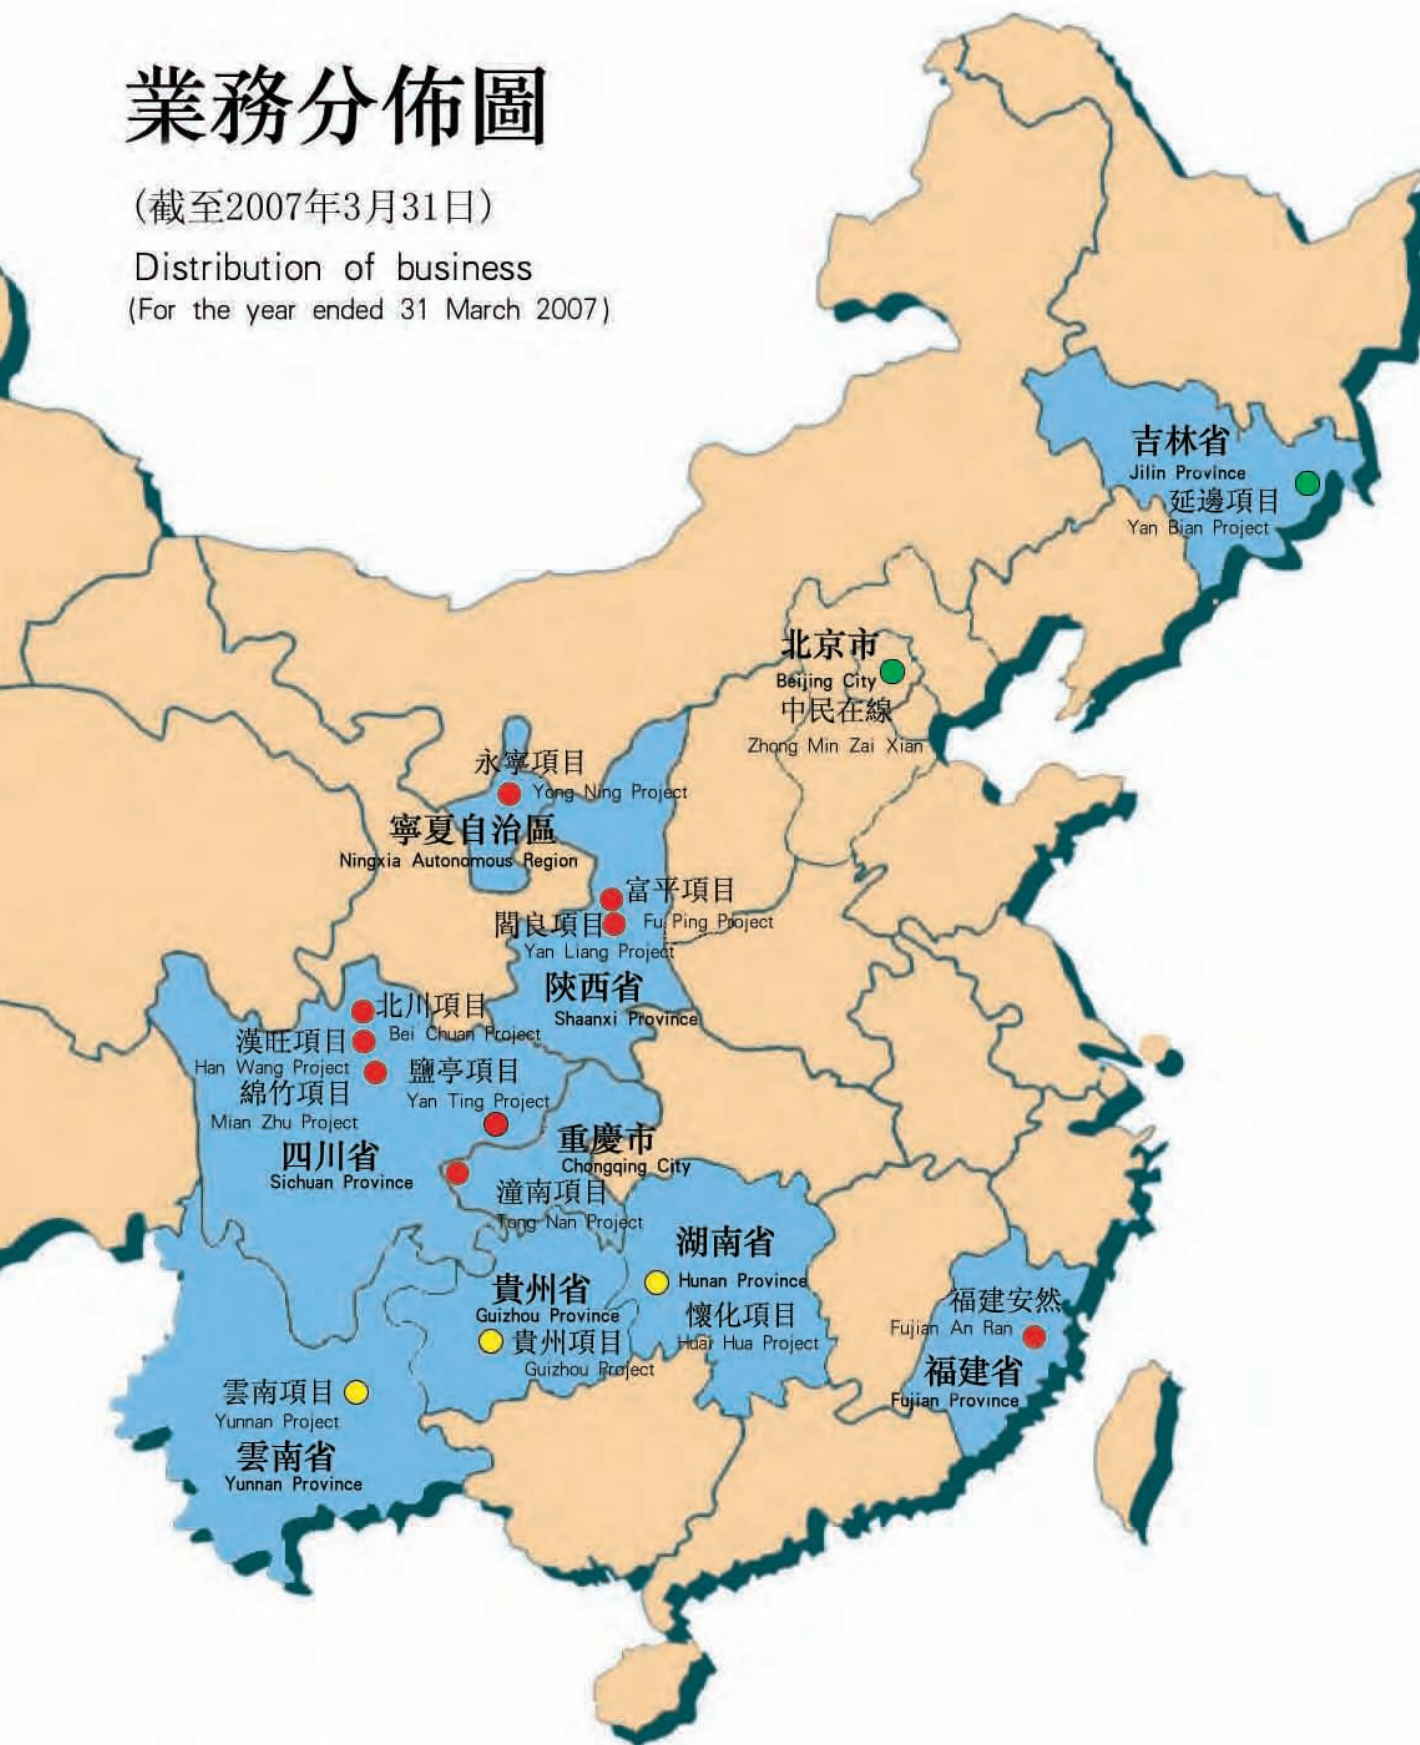 業務分佈圖
(截至2007年3月31日)
Distribution of business
(For the year ended 31 March 2007)
吉林省
Jilin Province
延邊項目
Yan Bian Project
北京市
Beijing City
中民在線
Zhong Min Zai Xian
永寧項目
Yong Ning Project
寧夏自治區
Ningxia Autonomous Region
富平項目
Fu Ping Project
閻良項目
Yan Liang Project
陝西省
Shaanxi Province
北川項目
Bei Chuan Project
漢旺項目
Han Wang Project
綿竹項目
Mian Zhu Project
鹽亭項目
Yan Ting Project
四川省
Sichuan Province
重慶市
Chongqing City
潼南項目
Tong Nan Project
湖南省
Hunan Province
懷化項目
Huai Hua Project
貴州省
Guizhou Province
貴州項目
Guizhou Project
福建安然
Fujian An Ran
福建省
Fujian Province
雲南項目
Yunnan Project
雲南省
Yunnan Province